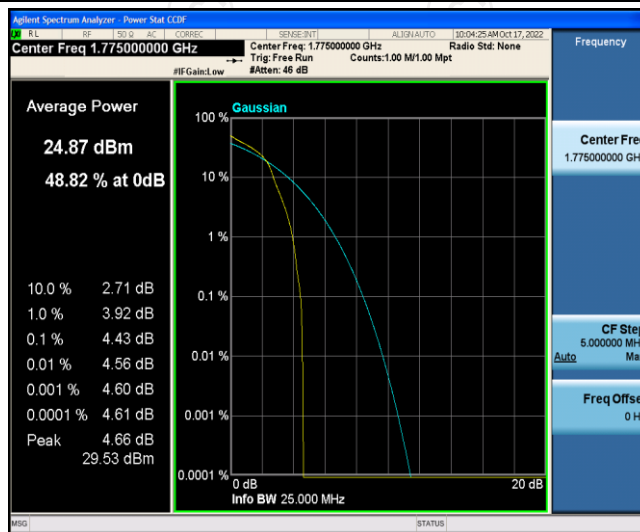 Agilent Spectrum Analyzer - Power Stat CCDF
RL RF 50 Ω AC CORREC SENSE:INT ALIGNAUTO 10:04:25 AM Oct 17, 2022
Center Freq 1.775000000 GHz
Center Freq: 1.775000000 GHz Radio Std: None
Trig: Free Run Counts:1.00 M/1.00 Mpt
#IFGain:Low #Atten: 46 dB
Frequency
Average Power
24.87 dBm
48.82 % at 0dB
10.0 % 2.71 dB
1.0 % 3.92 dB
0.1 % 4.43 dB
0.01 % 4.56 dB
0.001 % 4.60 dB
0.0001 % 4.61 dB
Peak 4.66 dB
29.53 dBm
Gaussian
100 %
10 %
1 %
0.1 %
0.01 %
0.001 %
0.0001 %
0 dB 20 dB
Info BW 25.000 MHz
Center Fre
1.775000000 GH
CF Step
5.000000 MH
Auto Ma
Freq Offse
0 H
MSG STATUS